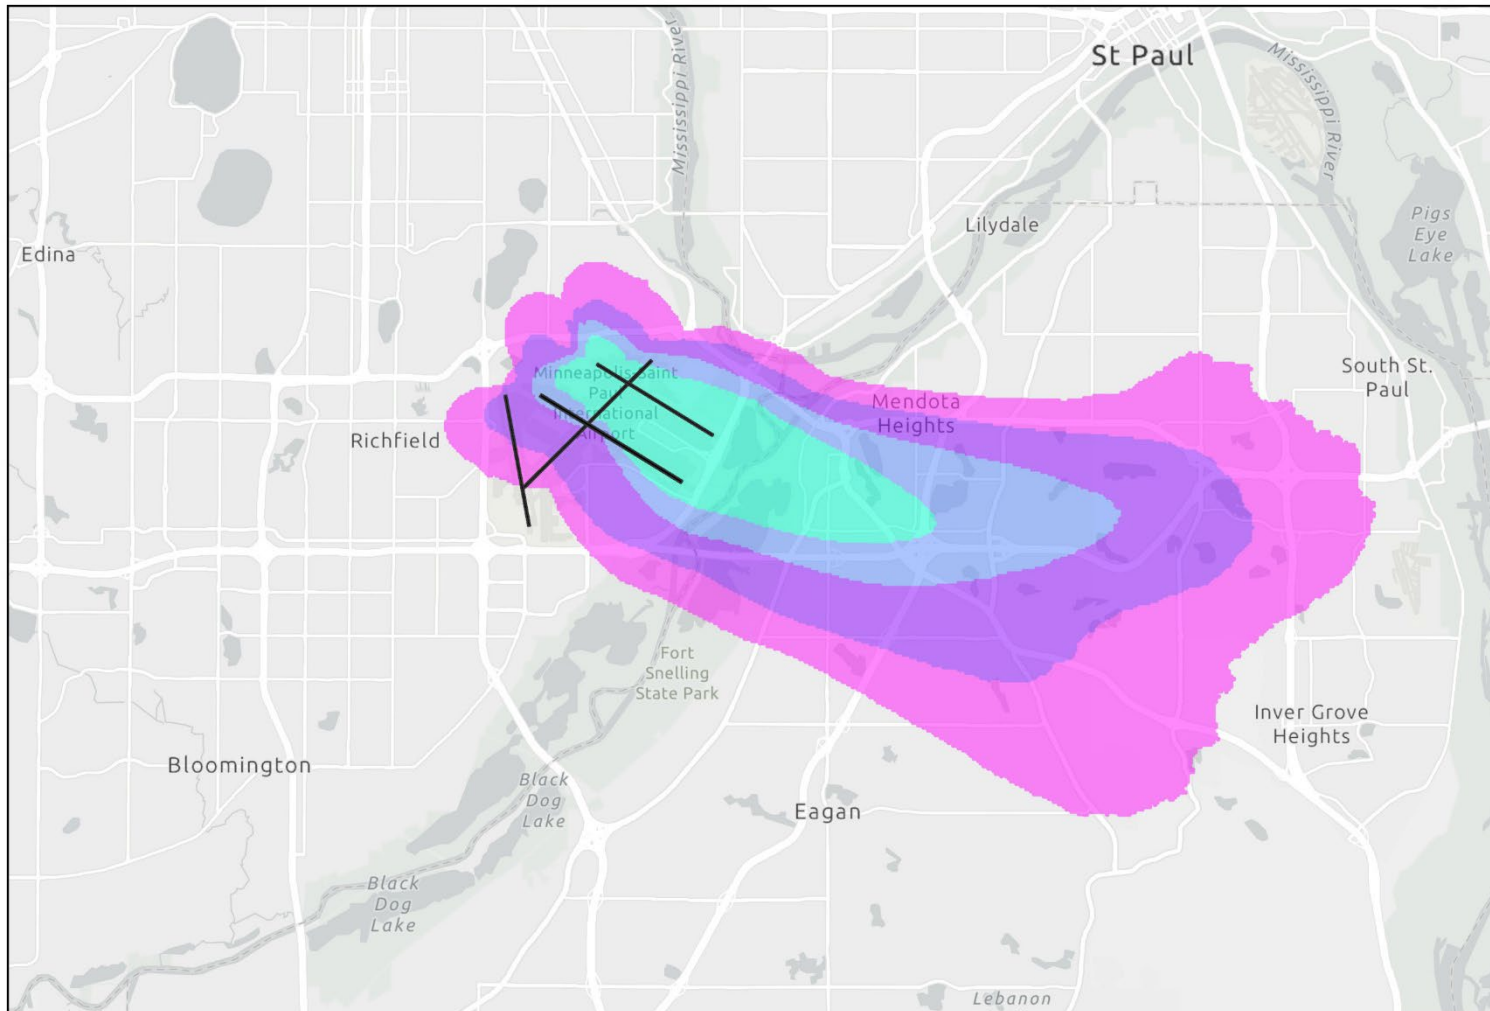 St Paul
Mississippi River
Mississippi River
Lilydale
Pigs
Eye
Lake
Edina
South St.
Paul
Minneapolis-Saint
Paul
International
Airport
Mendota
Heights
Richfield
Fort
Snelling
State Park
Inver Grove
Heights
Bloomington
Black
Dog
Lake
Eagan
Black
Dog
Lake
Lebanon